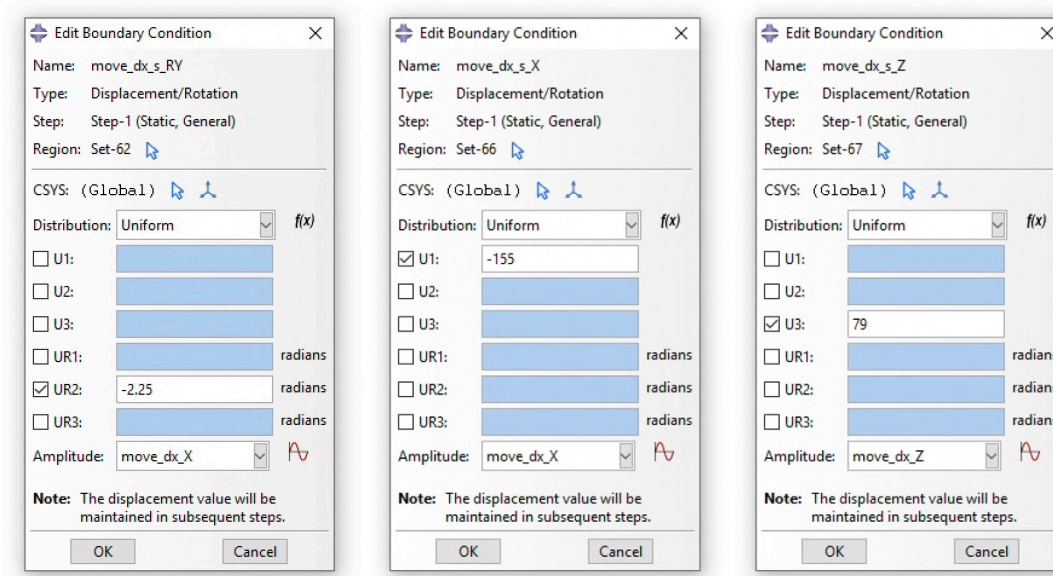 Edit Boundary Condition
Name: move_dx_s_RY
Type: Displacement/Rotation
Step: Step-1 (Static, General)
Region: Set-62
CSYS: (Global)
Distribution: Uniform f(x)
U1:
U2:
U3:
UR1: radians
UR2: -2.25 radians
UR3: radians
Amplitude: move_dx_X
Note: The displacement value will be
maintained in subsequent steps.
OK Cancel
Edit Boundary Condition
Name: move_dx_s_X
Type: Displacement/Rotation
Step: Step-1 (Static, General)
Region: Set-66
CSYS: (Global)
Distribution: Uniform f(x)
U1: -155
U2:
U3:
UR1: radians
UR2: radians
UR3: radians
Amplitude: move_dx_X
Note: The displacement value will be
maintained in subsequent steps.
OK Cancel
Edit Boundary Condition
Name: move_dx_s_Z
Type: Displacement/Rotation
Step: Step-1 (Static, General)
Region: Set-67
CSYS: (Global)
Distribution: Uniform f(x)
U1:
U2:
U3: 79
UR1: radians
UR2: radians
UR3: radians
Amplitude: move_dx_Z
Note: The displacement value will be
maintained in subsequent steps.
OK Cancel